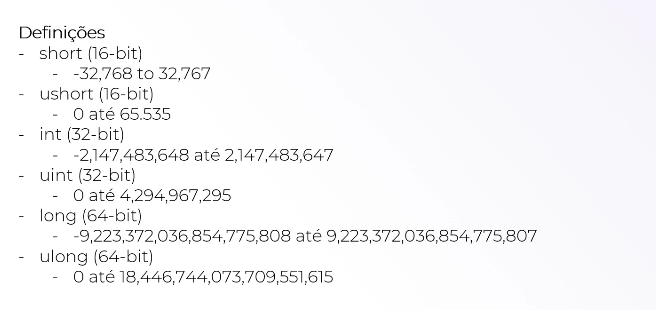 Definições
- short (16-bit)
- -32,768 to 32,767
- ushort (16-bit)
- 0 até 65.535
- int (32-bit)
- -2,147,483,648 até 2,147,483,647
- uint (32-bit)
- 0 até 4,294,967,295
- long (64-bit)
- -9,223,372,036,854,775,808 até 9,223,372,036,854,775,807
- ulong (64-bit)
- 0 até 18,446,744,073,709,551,615